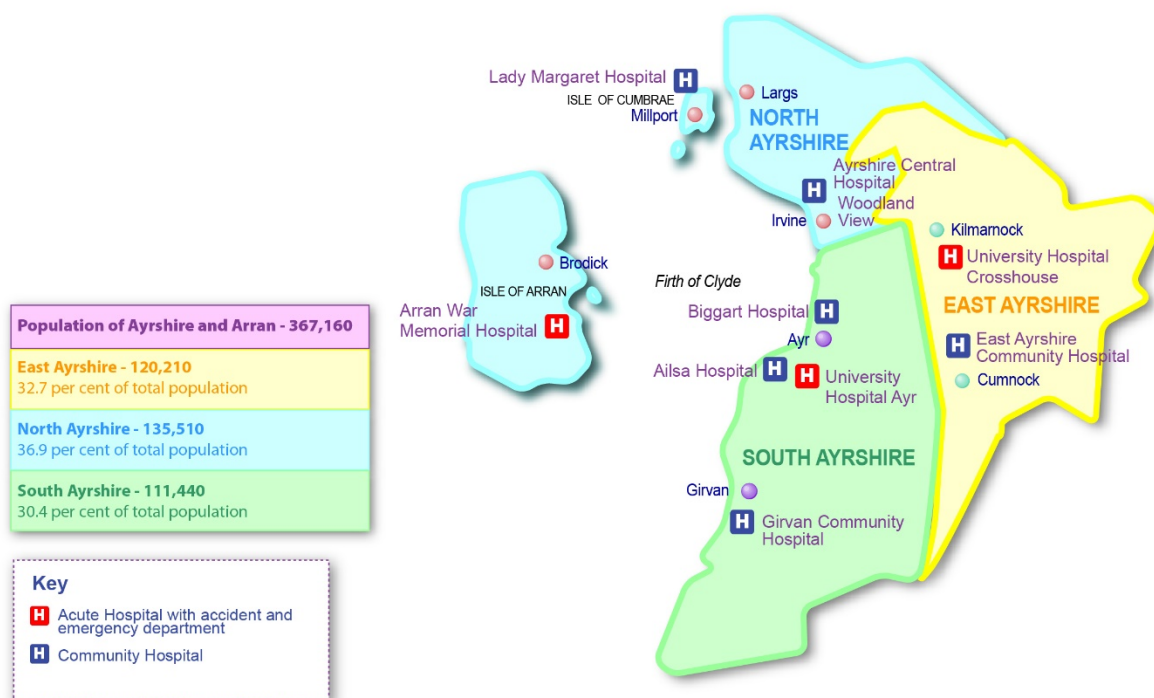 Lady Margaret Hospital H
ISLE OF CUMBRAE
Millport
Largs
NORTH
AYRSHIRE
H Ayrshire Central
Hospital
Woodland
View
Irvine
Kilmarnock
H University Hospital
Crosshouse
EAST AYRSHIRE
H East Ayrshire
Community Hospital
Cumnock
Brodick
ISLE OF ARRAN
Arran War
Memorial Hospital H
Firth of Clyde
Biggart Hospital H
Ayr
Ailsa Hospital H
H University
Hospital Ayr
SOUTH AYRSHIRE
Girvan
H Girvan Community
Hospital
Population of Ayrshire and Arran - 367,160
East Ayrshire - 120,210
32.7 per cent of total population
North Ayrshire - 135,510
36.9 per cent of total population
South Ayrshire - 111,440
30.4 per cent of total population
Key
H Acute Hospital with accident and
emergency department
H Community Hospital